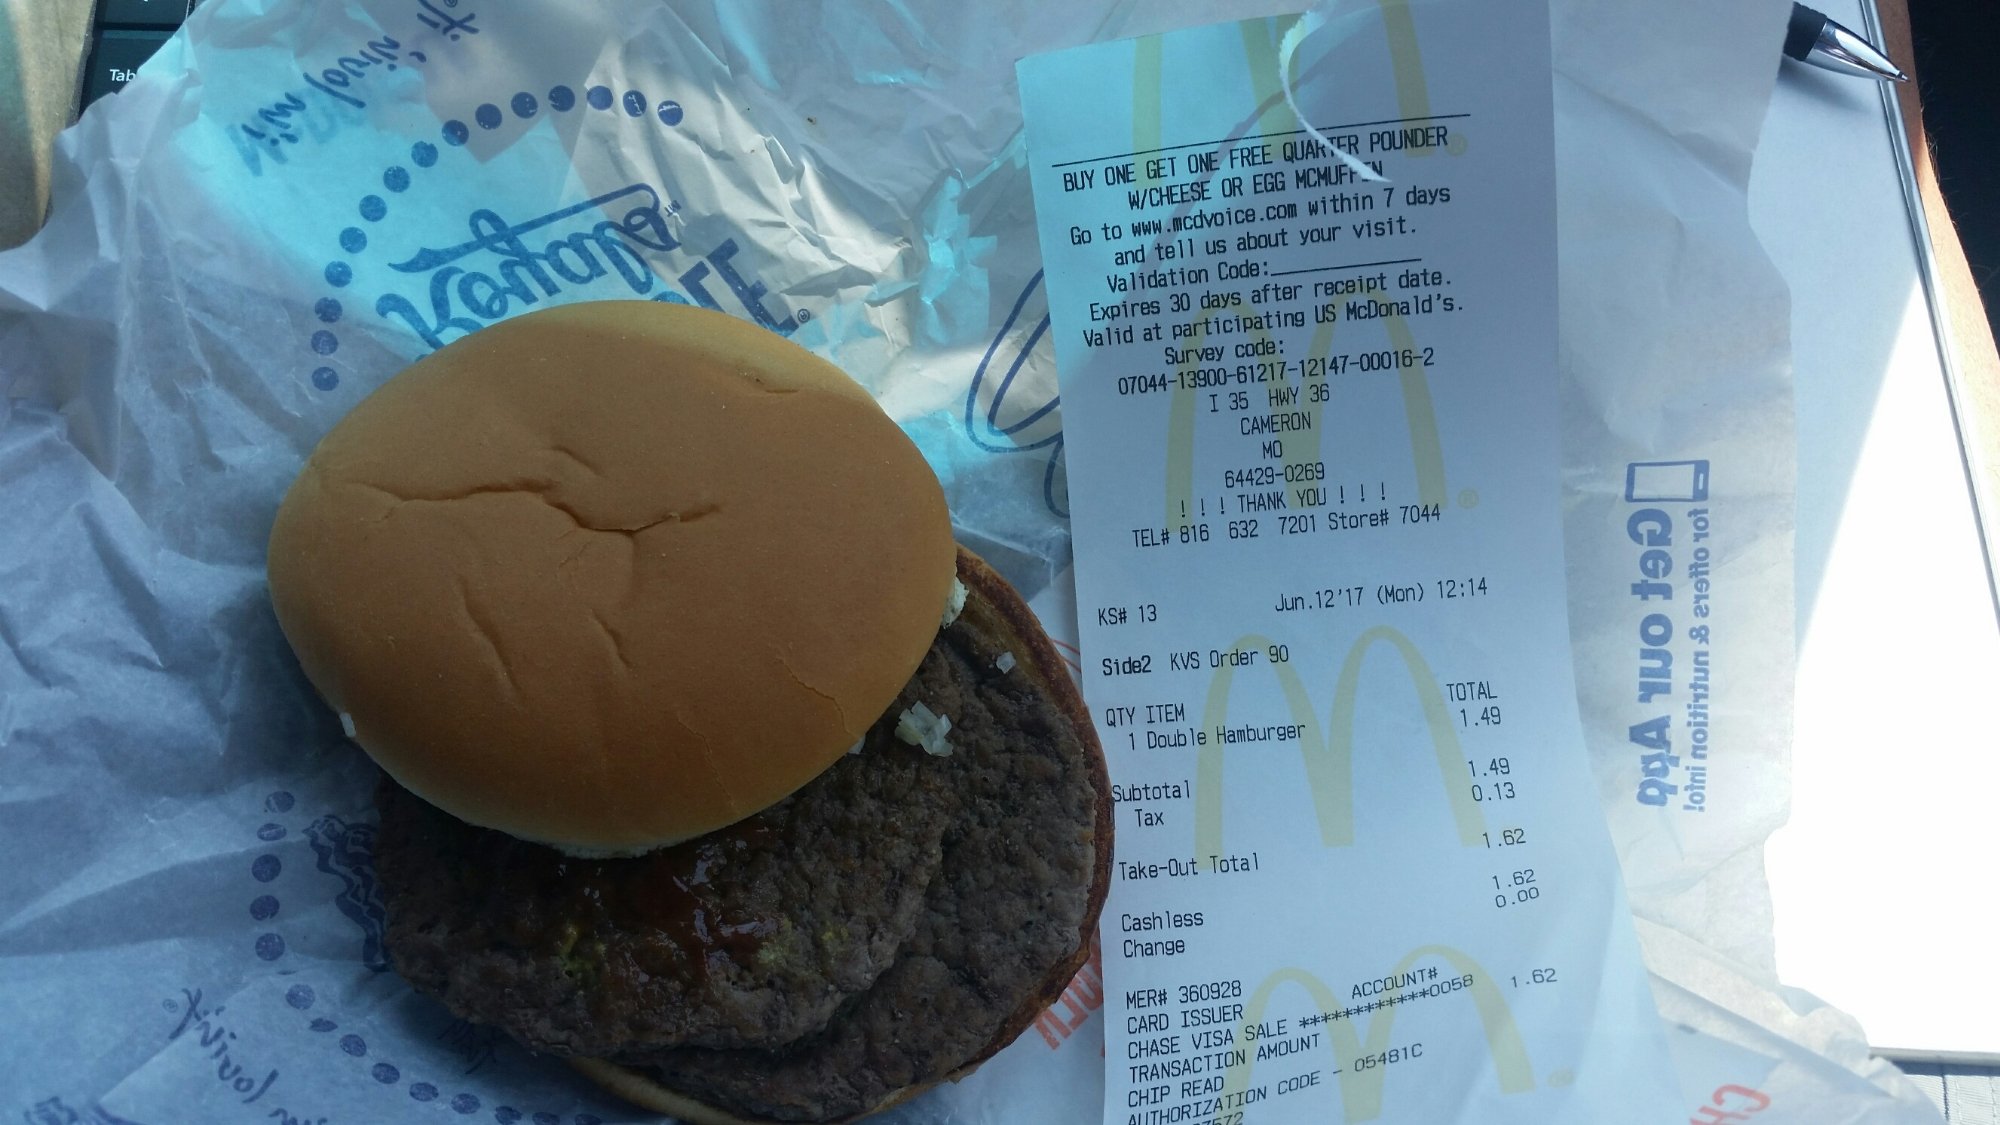 Tab
i'm lovin' it
BUY ONE GET ONE FREE QUARTER POUNDER
W/CHEESE OR EGG MCMUFFIN
Go to www.mcdvoice.com within 7 days
and tell us about your visit.
Validation Code:
Expires 30 days after receipt date.
Valid at participating US McDonald's.
Survey code:
07044-13900-61217-12147-00016-2
I 35 HWY 36
CAMERON
MO
64429-0269
! ! ! THANK YOU ! ! !
TEL# 816 632 7201 Store# 7044
KS# 13 Jun.12'17 (Mon) 12:14
Side2 KVS Order 90
QTY ITEM TOTAL
1 Double Hamburger 1.49
Subtotal 1.49
Tax 0.13
Take-Out Total 1.62
Cashless 1.62
Change 0.00
MER# 360928
CARD ISSUER ACCOUNT#
CHASE VISA SALE ************0058
TRANSACTION AMOUNT 1.62
CHIP READ
AUTHORIZATION CODE - 05481C
Get our App
for offers & nutrition info!
i'm lovin' it